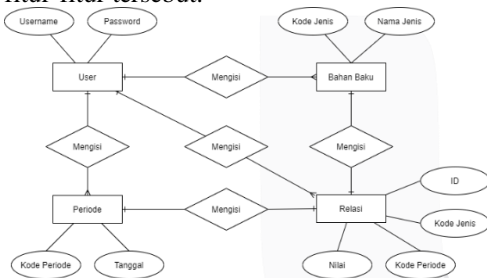 fitur-fitur tersebut.
Username
Password
Kode Jenis
Nama Jenis
User
Mengisi
Bahan Baku
Mengisi
Mengisi
Mengisi
ID
Periode
Mengisi
Relasi
Kode Jenis
Kode Periode
Tanggal
Nilai
Kode Periode